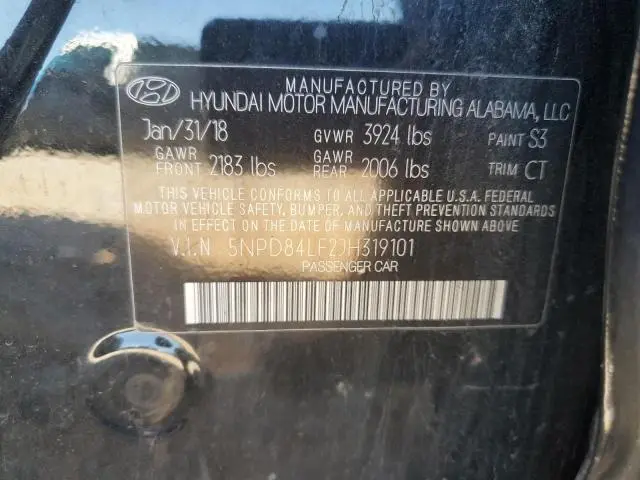 MANUFACTURED BY
HYUNDAI MOTOR MANUFACTURING ALABAMA, LLC
Jan/31/18 GVWR 3924 lbs PAINT S3
GAWR FRONT 2183 lbs GAWR REAR 2006 lbs TRIM CT
THIS VEHICLE CONFORMS TO ALL APPLICABLE U.S.A. FEDERAL
MOTOR VEHICLE SAFETY, BUMPER, AND THEFT PREVENTION STANDARDS
IN EFFECT ON THE DATE OF MANUFACTURE SHOWN ABOVE
V.I.N 5NPD84LF2JH319101
PASSENGER CAR